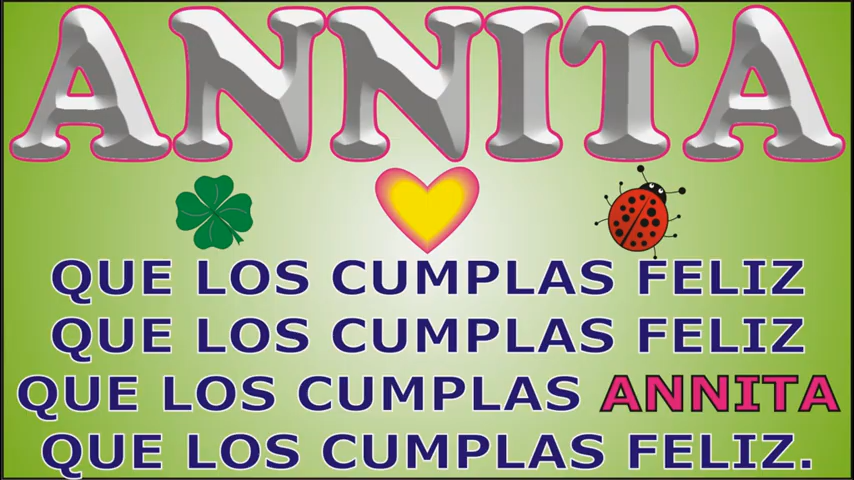 ANNITA
QUE LOS CUMPLAS FELIZ
QUE LOS CUMPLAS FELIZ
QUE LOS CUMPLAS ANNITA
QUE LOS CUMPLAS FELIZ.